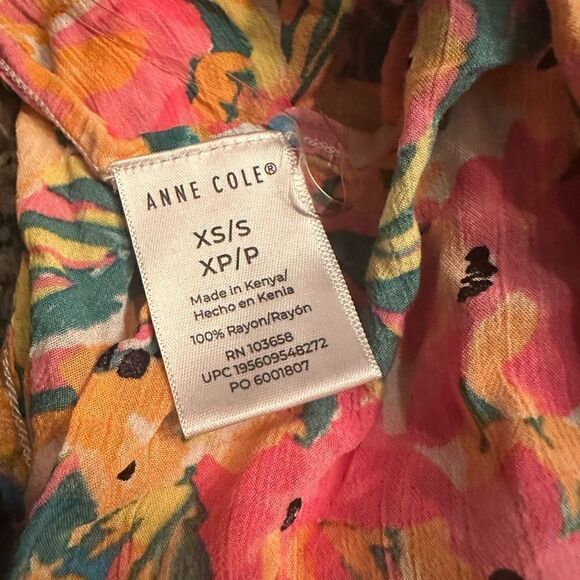 ANNE COLE®
XS/S
XP/P
Made in Kenya/
Hecho en Kenia
100% Rayon/Rayón
RN 103658
UPC 195609548272
PO 6001807